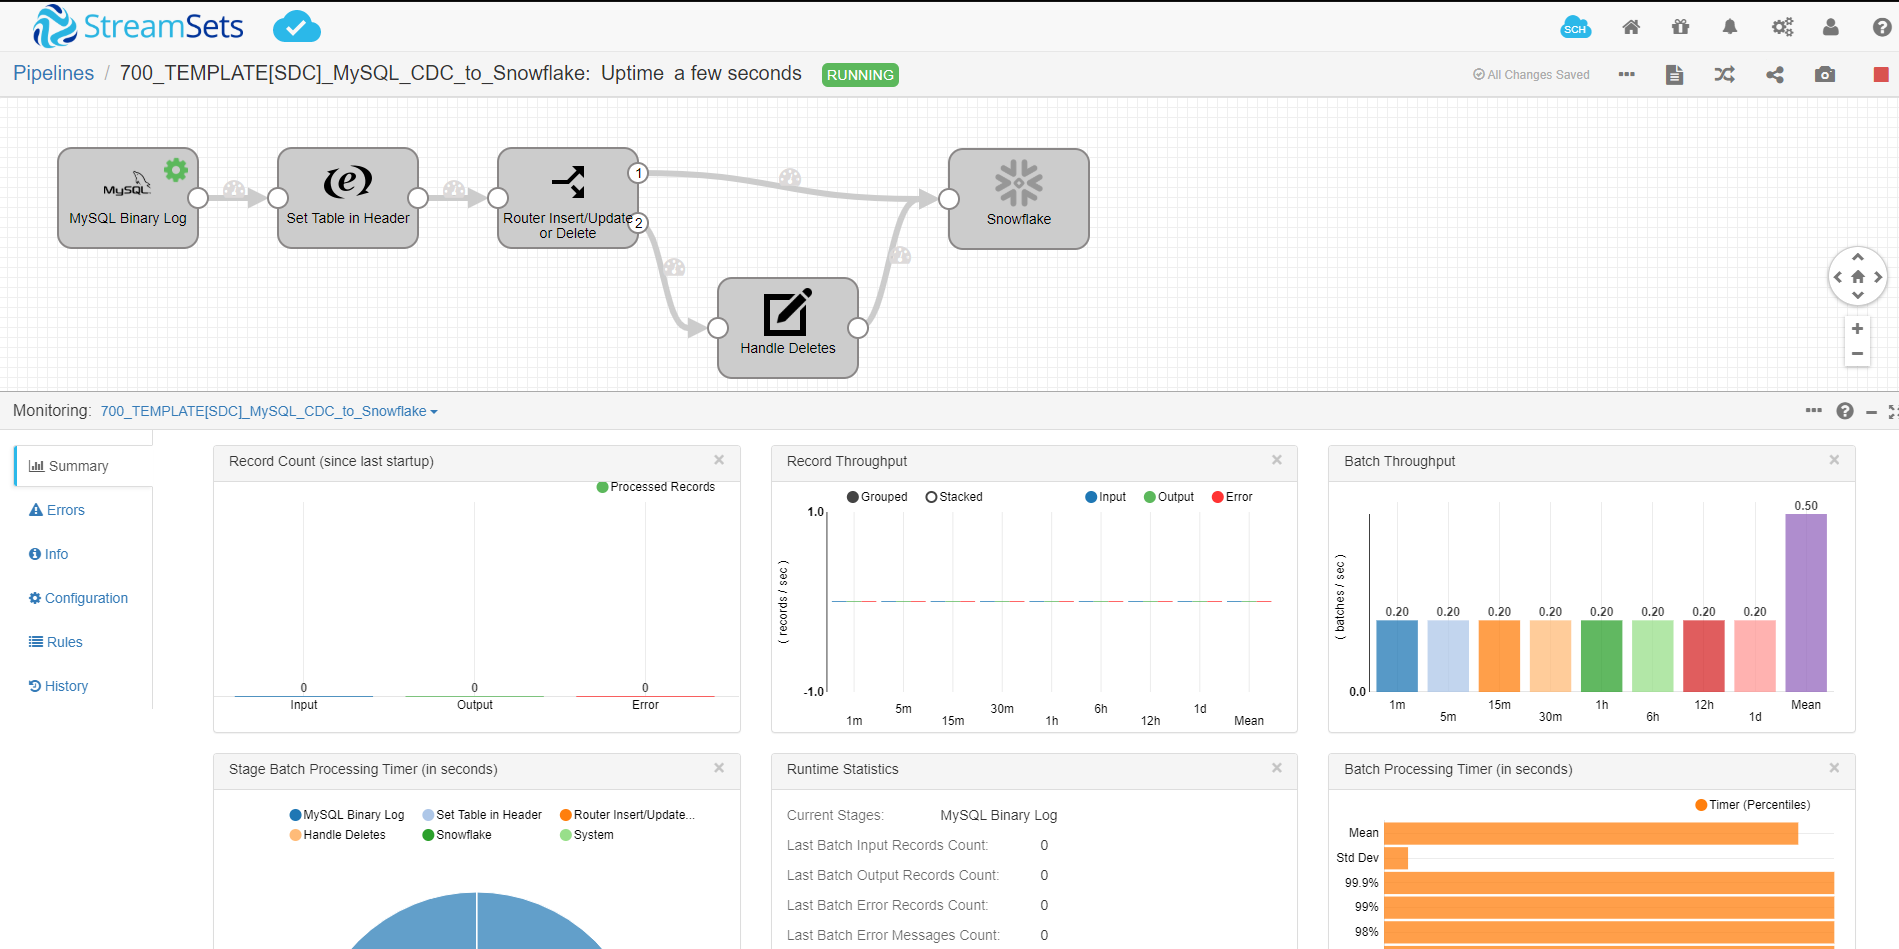 StreamSets
SCH
Pipelines / 700_TEMPLATE[SDC]_MySQL_CDC_to_Snowflake: Uptime a few seconds RUNNING
All Changes Saved
MySQL
MySQL Binary Log
e
Set Table in Header
Router Insert/Update
or Delete
1
2
Snowflake
Handle Deletes
Monitoring: 700_TEMPLATE[SDC]_MySQL_CDC_to_Snowflake
Summary
Errors
Info
Configuration
Rules
History
Record Count (since last startup)
Processed Records
0 0 0
Input Output Error
Record Throughput
Grouped Stacked Input Output Error
1.0
( records / sec )
-1.0
5m 30m 6h 1d
1m 15m 1h 12h Mean
Batch Throughput
0.50
( batches / sec )
0.20 0.20 0.20 0.20 0.20 0.20 0.20 0.20
0.0
1m 15m 1h 12h Mean
5m 30m 6h 1d
Stage Batch Processing Timer (in seconds)
MySQL Binary Log Set Table in Header Router Insert/Update...
Handle Deletes Snowflake System
Runtime Statistics
Current Stages: MySQL Binary Log
Last Batch Input Records Count: 0
Last Batch Output Records Count: 0
Last Batch Error Records Count: 0
Last Batch Error Messages Count: 0
Batch Processing Timer (in seconds)
Timer (Percentiles)
Mean
Std Dev
99.9%
99%
98%